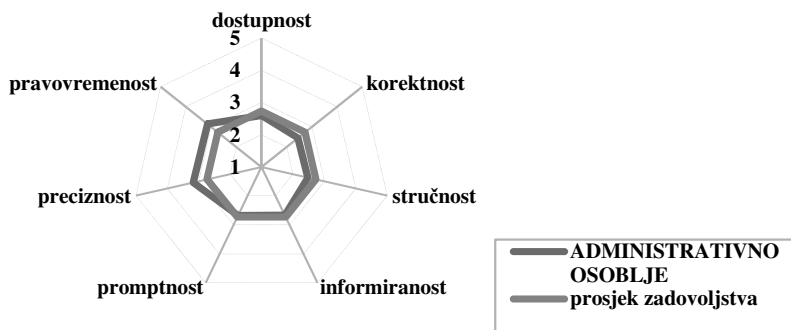 dostupnost
5
4
3
2
1
korektnost
stručnost
informiranost
promptnost
preciznost
pravovremenost
ADMINISTRATIVNO
OSOBLJE
prosjek zadovoljstva